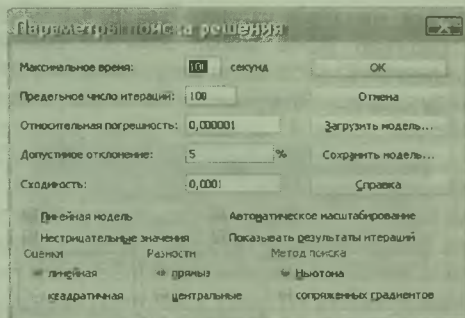 Параметры поиска решения
Максимальное время: 100 секунд OK
Предельное число итераций: 100 Отмена
Относительная погрешность: 0,000001 Загрузить модель...
Допустимое отклонение: 5 % Сохранить модель...
Сходимость: 0,0001 Справка
Линейная модель Автоматическое масштабирование
Неотрицательные значения Показывать результаты итераций
Оценки Разности Метод поиска
линейная прямые Ньютона
квадратичная центральные сопряженных градиентов